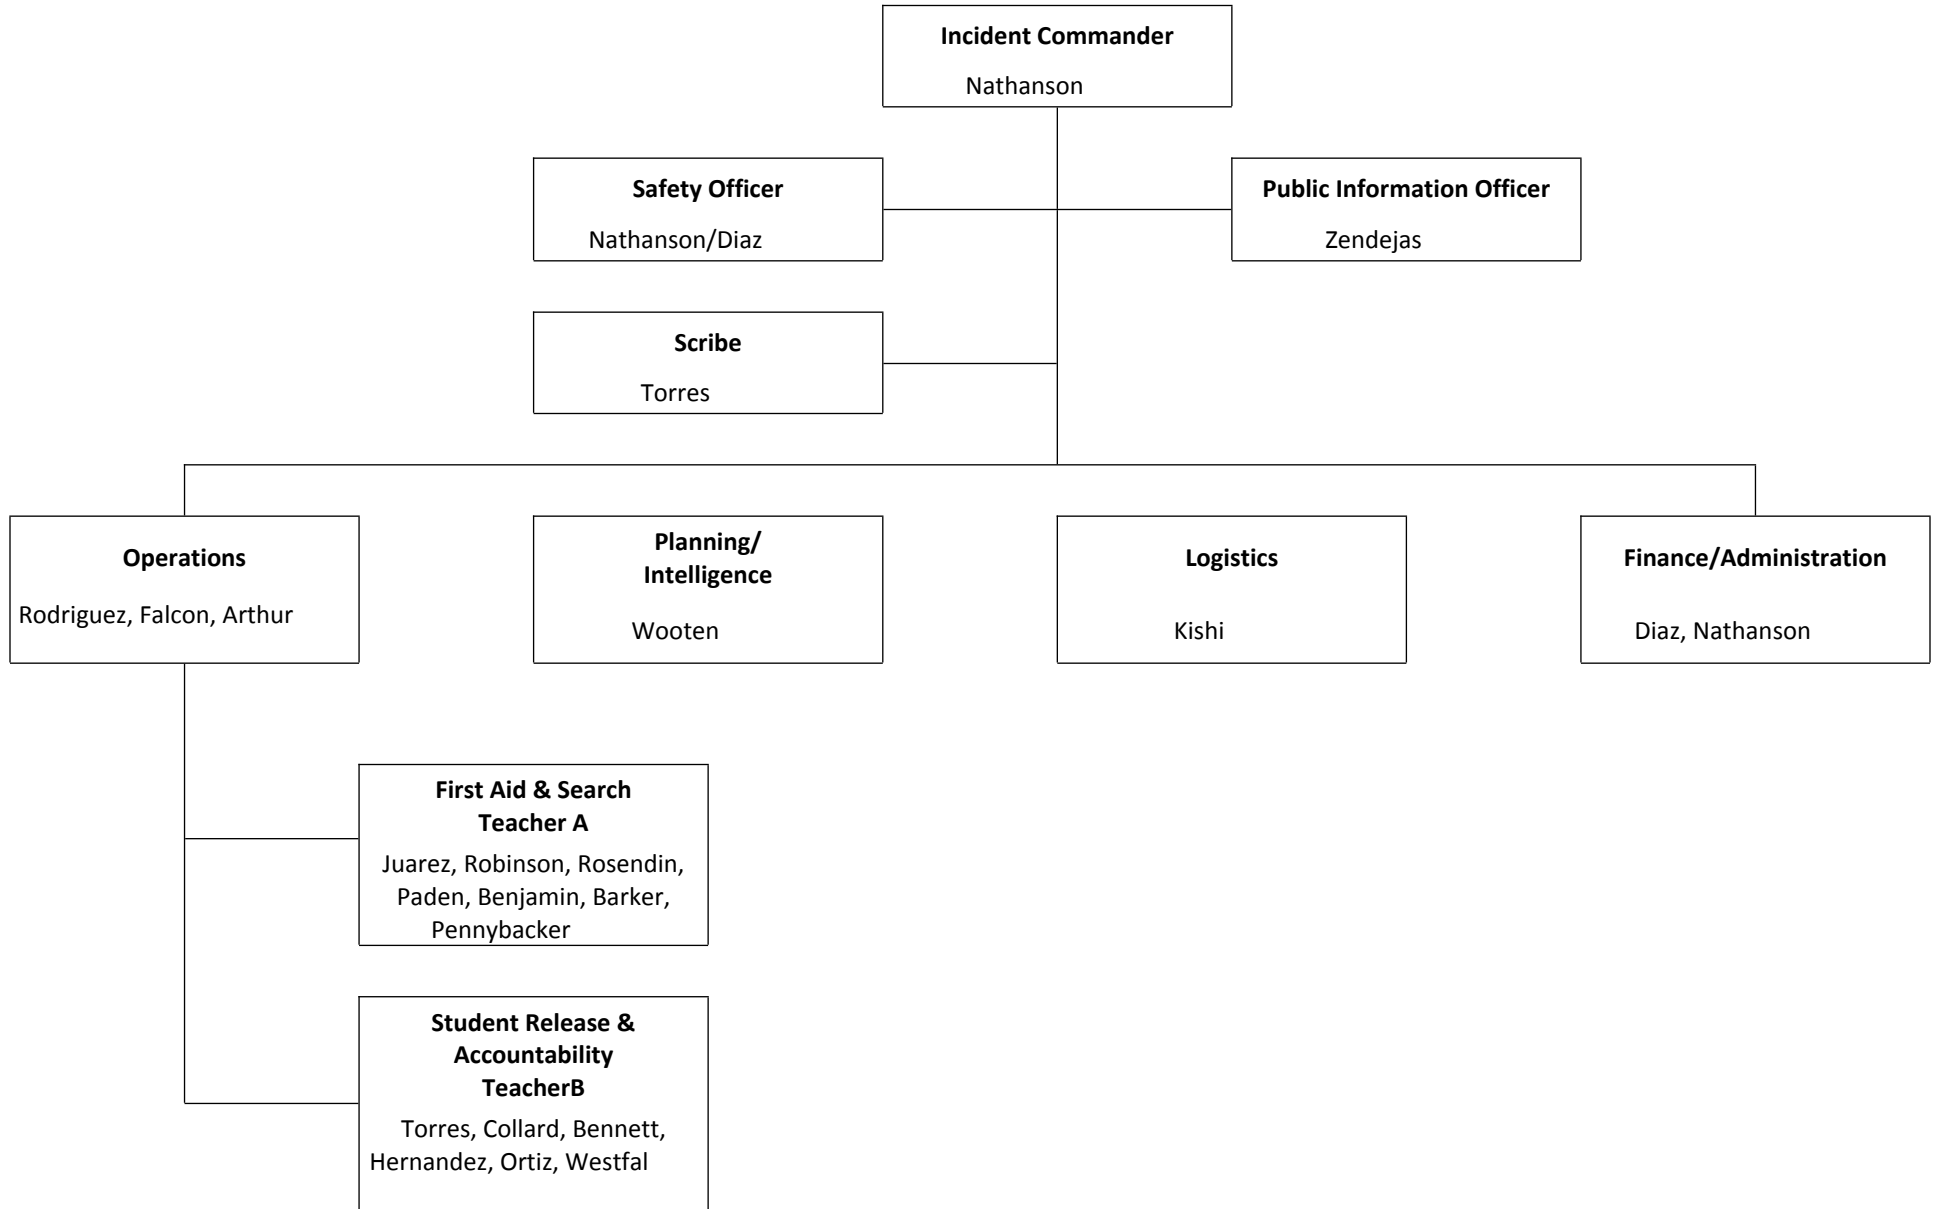 Incident Commander
Nathanson
Safety Officer
Nathanson/Diaz
Public Information Officer
Zendejas
Scribe
Torres
Operations
Rodriguez, Falcon, Arthur
Planning/
Intelligence
Wooten
Logistics
Kishi
Finance/Administration
Diaz, Nathanson
First Aid & Search
Teacher A
Juarez, Robinson, Rosendin,
Paden, Benjamin, Barker,
Pennybacker
Student Release &
Accountability
TeacherB
Torres, Collard, Bennett,
Hernandez, Ortiz, Westfal